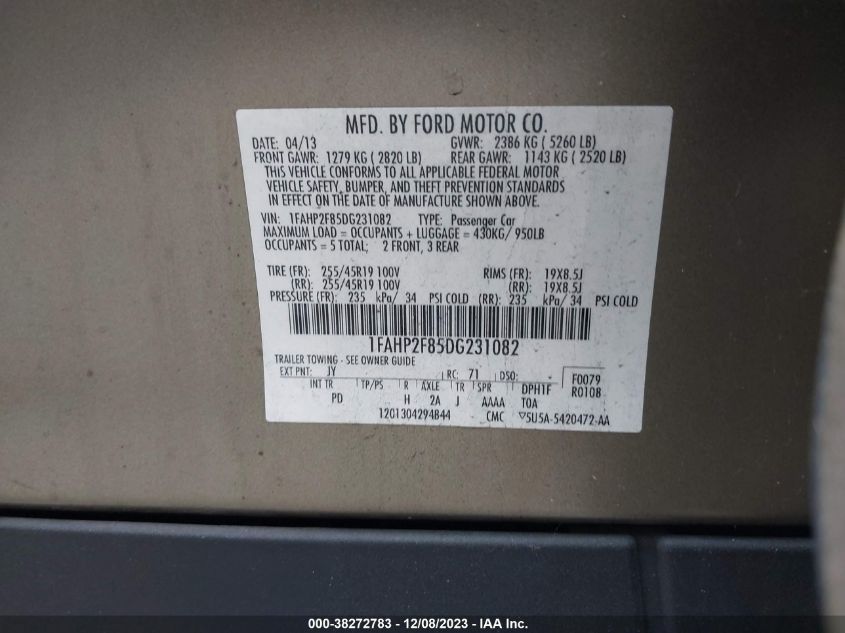 MFD. BY FORD MOTOR CO.
DATE: 04/13 GVWR: 2386 KG ( 5260 LB)
FRONT GAWR: 1279 KG ( 2820 LB) REAR GAWR: 1143 KG ( 2520 LB)
THIS VEHICLE CONFORMS TO ALL APPLICABLE FEDERAL MOTOR
VEHICLE SAFETY, BUMPER, AND THEFT PREVENTION STANDARDS
IN EFFECT ON THE DATE OF MANUFACTURE SHOWN ABOVE.
VIN: 1FAHP2F85DG231082 TYPE: Passenger Car
MAXIMUM LOAD = OCCUPANTS + LUGGAGE = 430KG/ 950LB
OCCUPANTS = 5 TOTAL; 2 FRONT, 3 REAR
TIRE (FR): 255/45R19 100V RIMS (FR): 19X8.5J
(RR): 255/45R19 100V (RR): 19X8.5J
PRESSURE (FR): 235 kPa/ 34 PSI COLD (RR): 235 kPa/ 34 PSI COLD
1FAHP2F85DG231082
TRAILER TOWING - SEE OWNER GUIDE
EXT PNT: JY RC: 71 DSO: F0079
INT TR TP/PS R AXLE TR SPR DPH1F R0108
PD H 2A J AAAA TOA
1201304294B44 CMC 5U5A-5420472-AA
000-38272783 - 12/08/2023 - IAA Inc.